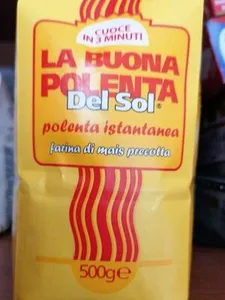 CUOCE
IN 3 MINUTI
LA BUONA
POLENTA
Del Sol®
polenta istantanea
farina di mais precotta
500g℮